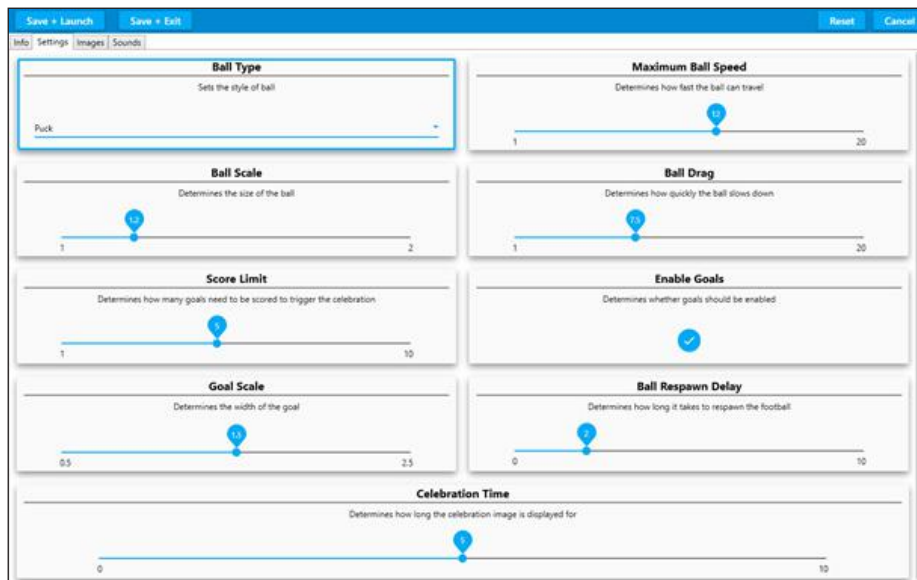 Save + Launch Save + Exit Reset Cancel
Info Settings Images Sounds
Ball Type
Sets the style of ball
Puck
Maximum Ball Speed
Determines how fast the ball can travel
12
1 20
Ball Scale
Determines the size of the ball
1.2
1 2
Ball Drag
Determines how quickly the ball slows down
7.5
1 20
Score Limit
Determines how many goals need to be scored to trigger the celebration
5
1 10
Enable Goals
Determines whether goals should be enabled
Goal Scale
Determines the width of the goal
1.5
0.5 2.5
Ball Respawn Delay
Determines how long it takes to respawn the football
2
0 10
Celebration Time
Determines how long the celebration image is displayed for
5
0 10